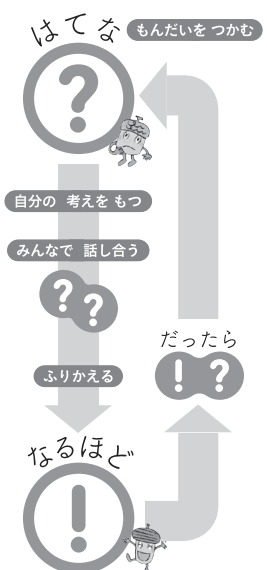 はてな
もんだいを つかむ
?
自分の 考えを もつ
みんなで 話し合う
? ?
ふりかえる
だったら
! ?
なるほど
!